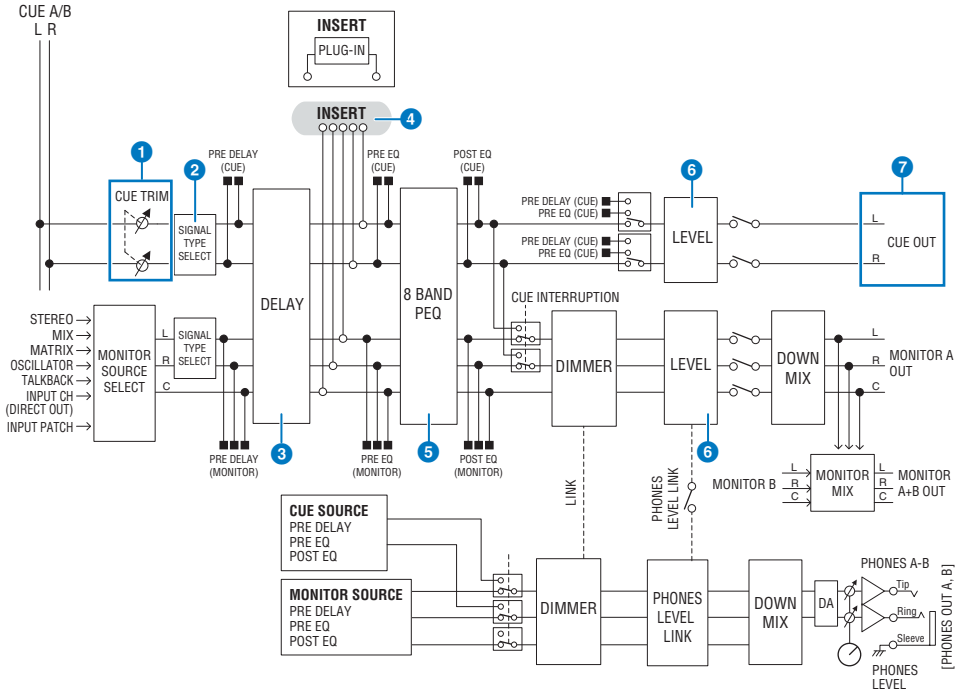 CUE A/B
L R
INSERT
PLUG-IN
INSERT
4
1
2
PRE DELAY
(CUE)
PRE EQ
(CUE)
POST EQ
(CUE)
6
7
CUE TRIM
SIGNAL
TYPE
SELECT
PRE DELAY (CUE)
PRE EQ (CUE)
PRE DELAY (CUE)
PRE EQ (CUE)
LEVEL
L
CUE OUT
R
DELAY
8 BAND
PEQ
CUE INTERRUPTION
STEREO
MIX
MATRIX
OSCILLATOR
TALKBACK
INPUT CH
(DIRECT OUT)
INPUT PATCH
MONITOR
SOURCE
SELECT
L
R
C
SIGNAL
TYPE
SELECT
DIMMER
LEVEL
DOWN
MIX
L
R
C
MONITOR A
OUT
3
5
6
PRE DELAY
(MONITOR)
PRE EQ
(MONITOR)
POST EQ
(MONITOR)
LINK
PHONES
LEVEL LINK
MONITOR B
L
R
C
MONITOR
MIX
L
R
C
MONITOR
A+B OUT
CUE SOURCE
PRE DELAY
PRE EQ
POST EQ
MONITOR SOURCE
PRE DELAY
PRE EQ
POST EQ
DIMMER
PHONES
LEVEL
LINK
DOWN
MIX
DA
PHONES A-B
Tip
Ring
Sleeve
[PHONES OUT A, B]
PHONES
LEVEL